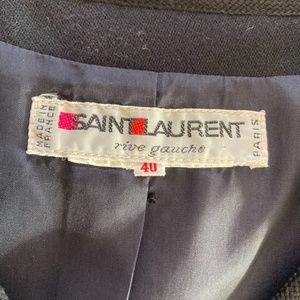 MADE IN
FRANCE
SAINT LAURENT
rive gauche
PARIS
40